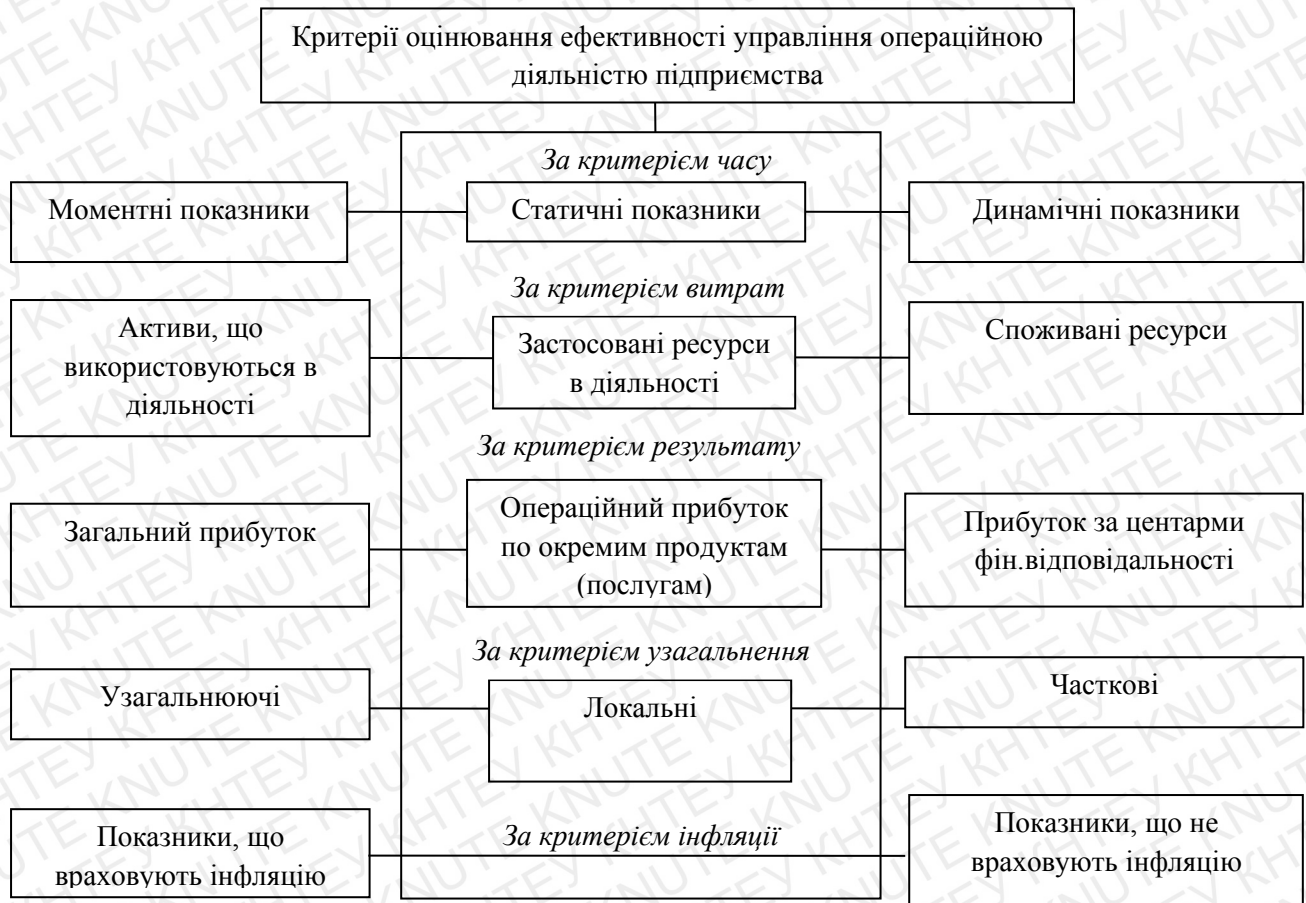 Критерії оцінювання ефективності управління операційною
діяльністю підприємства
За критерієм часу
Моментні показники
Статичні показники
Динамічні показники
За критерієм витрат
Активи, що
використовуються в
діяльності
Застосовані ресурси
в діяльності
Споживані ресурси
За критерієм результату
Загальний прибуток
Операційний прибуток
по окремим продуктам
(послугам)
Прибуток за центарми
фін.відповідальності
За критерієм узагальнення
Узагальнюючі
Локальні
Часткові
За критерієм інфляції
Показники, що
враховують інфляцію
Показники, що не
враховують інфляцію